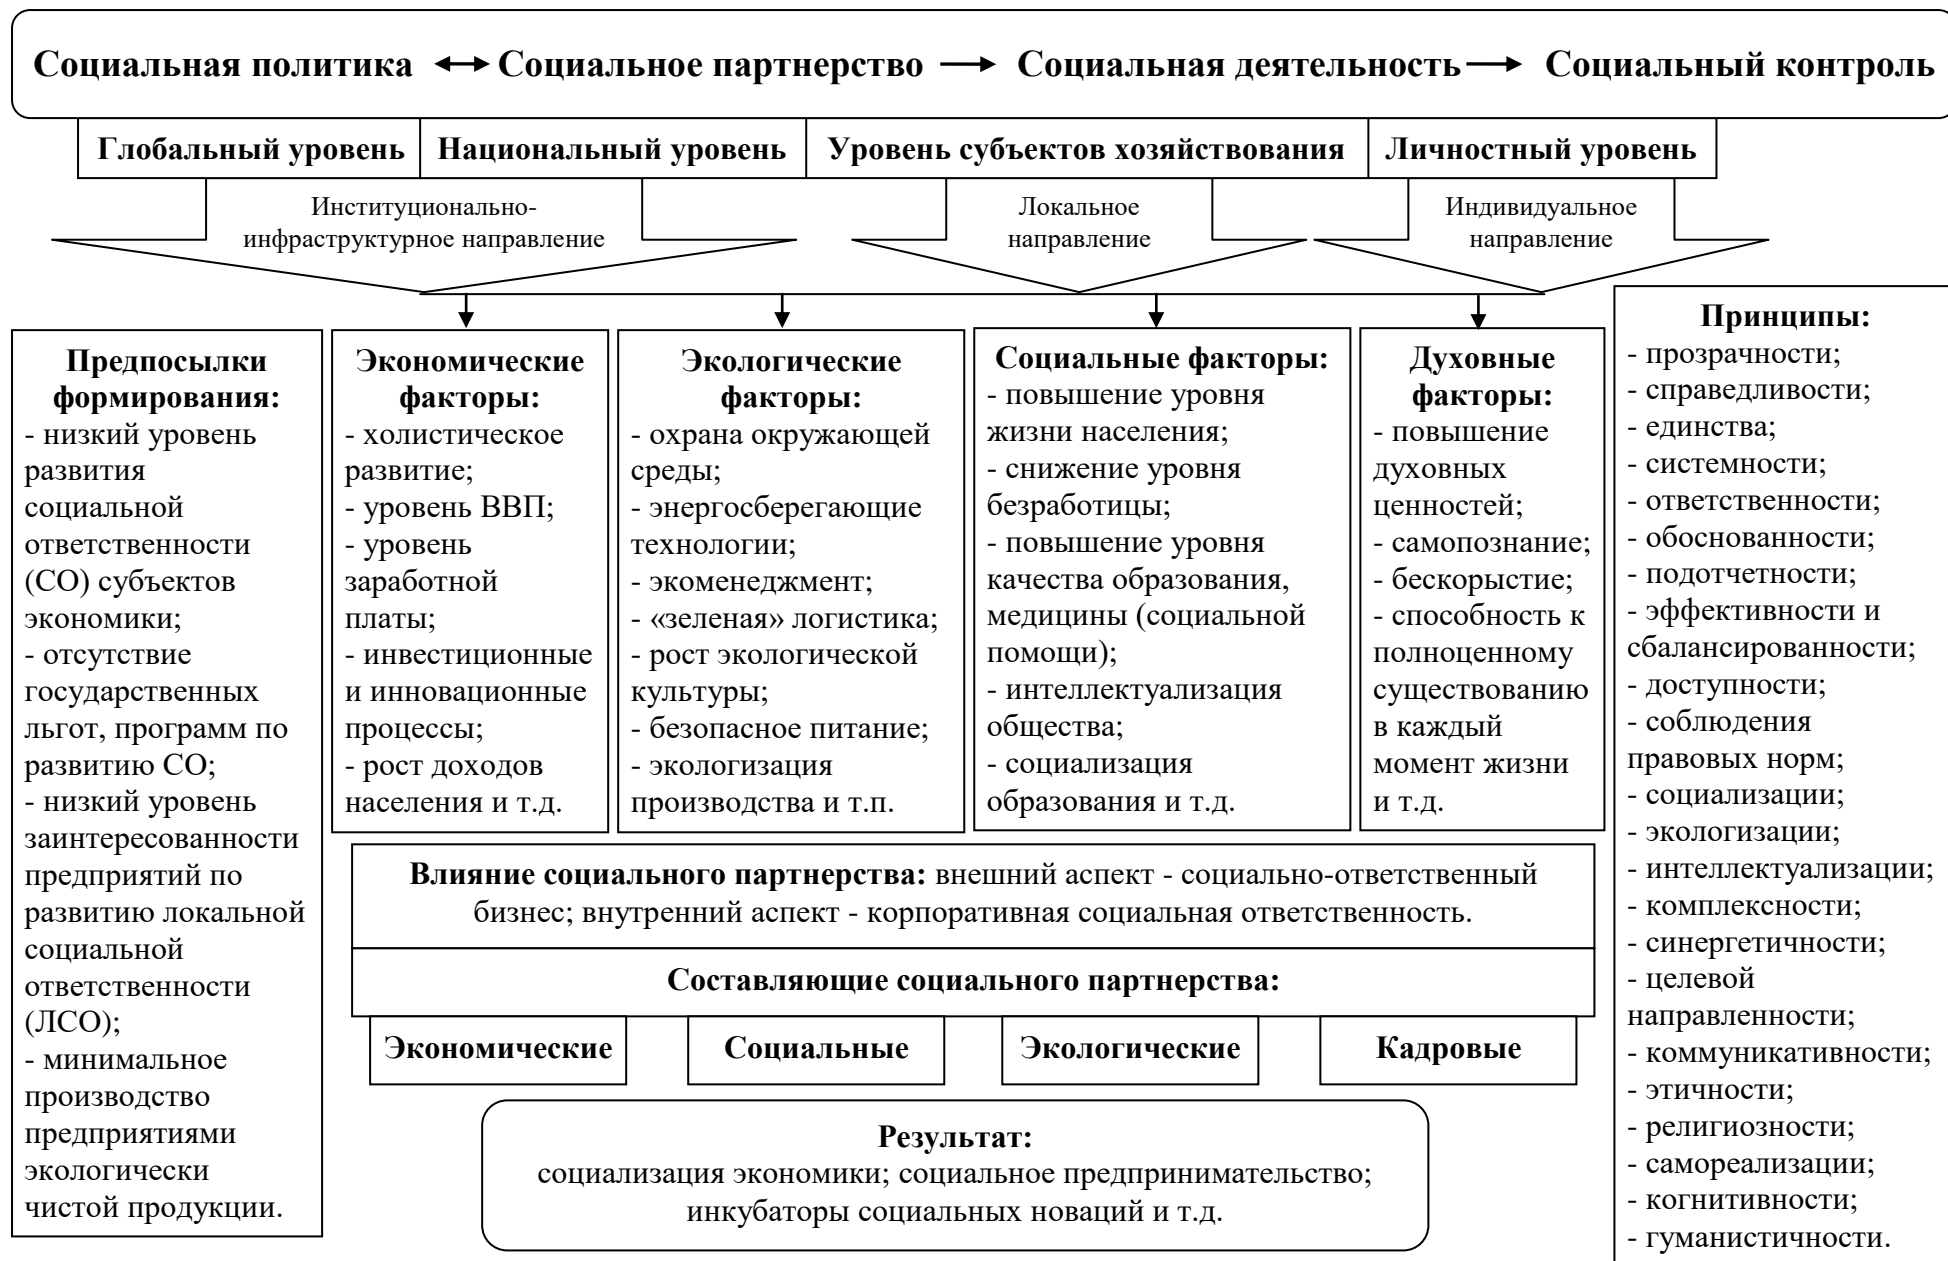 Социальная политика ↔ Социальное партнерство → Социальная деятельность → Социальный контроль
Глобальный уровень
Национальный уровень
Уровень субъектов хозяйствования
Личностный уровень
Институционально-
инфраструктурное направление
Локальное
направление
Индивидуальное
направление
Предпосылки
формирования:
- низкий уровень
развития
социальной
ответственности
(СО) субъектов
экономики;
- отсутствие
государственных
льгот, программ по
развитию СО;
- низкий уровень
заинтересованности
предприятий по
развитию локальной
социальной
ответственности
(ЛСО);
- минимальное
производство
предприятиями
экологически
чистой продукции.
Экономические
факторы:
- холистическое
развитие;
- уровень ВВП;
- уровень
заработной
платы;
- инвестиционные
и инновационные
процессы;
- рост доходов
населения и т.д.
Экологические
факторы:
- охрана окружающей
среды;
- энергосберегающие
технологии;
- экоменеджмент;
- «зеленая» логистика;
- рост экологической
культуры;
- безопасное питание;
- экологизация
производства и т.п.
Социальные факторы:
- повышение уровня
жизни населения;
- снижение уровня
безработицы;
- повышение уровня
качества образования,
медицины (социальной
помощи);
- интеллектуализация
общества;
- социализация
образования и т.д.
Духовные
факторы:
- повышение
духовных
ценностей;
- самопознание;
- бескорыстие;
- способность к
полноценному
существованию
в каждый
момент жизни
и т.д.
Принципы:
- прозрачности;
- справедливости;
- единства;
- системности;
- ответственности;
- обоснованности;
- подотчетности;
- эффективности и
сбалансированности;
- доступности;
- соблюдения
правовых норм;
- социализации;
- экологизации;
- интеллектуализации;
- комплексности;
- синергетичности;
- целевой
направленности;
- коммуникативности;
- этичности;
- религиозности;
- самореализации;
- когнитивности;
- гуманистичности.
Влияние социального партнерства: внешний аспект - социально-ответственный
бизнес; внутренний аспект - корпоративная социальная ответственность.
Составляющие социального партнерства:
Экономические
Социальные
Экологические
Кадровые
Результат:
социализация экономики; социальное предпринимательство;
инкубаторы социальных новаций и т.д.